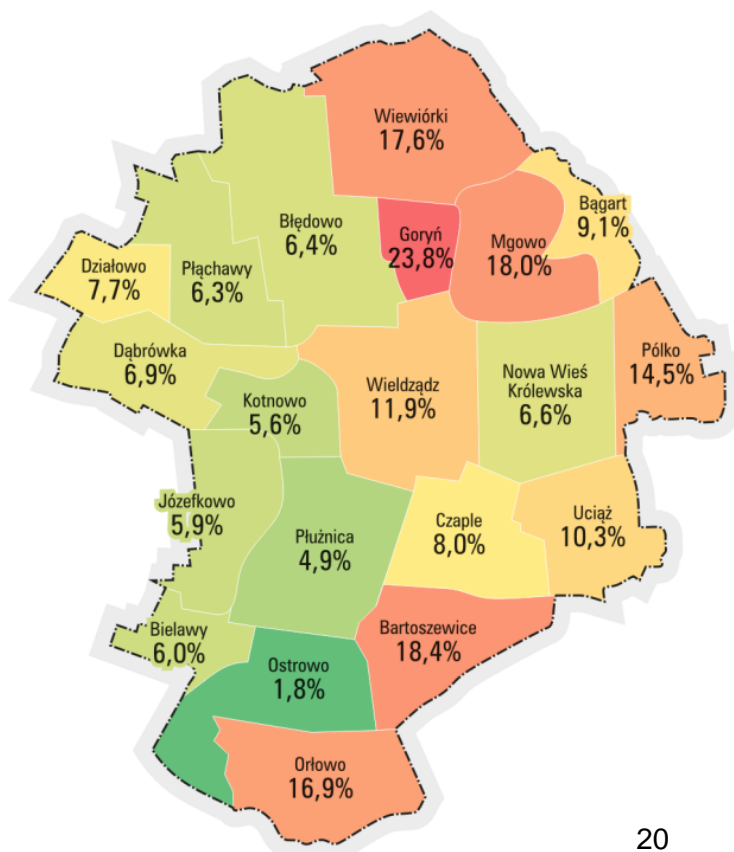 Wiewiórki
17,6%
Bągart
9,1%
Błędowo
6,4%
Goryń
23,8%
Mgowo
18,0%
Działowo
7,7%
Płąchawy
6,3%
Dąbrówka
6,9%
Kotnowo
5,6%
Wieldządz
11,9%
Nowa Wieś
Królewska
6,6%
Pólko
14,5%
Józefkowo
5,9%
Płużnica
4,9%
Czaple
8,0%
Uciąż
10,3%
Bielawy
6,0%
Ostrowo
1,8%
Bartoszewice
18,4%
Orłowo
16,9%
20